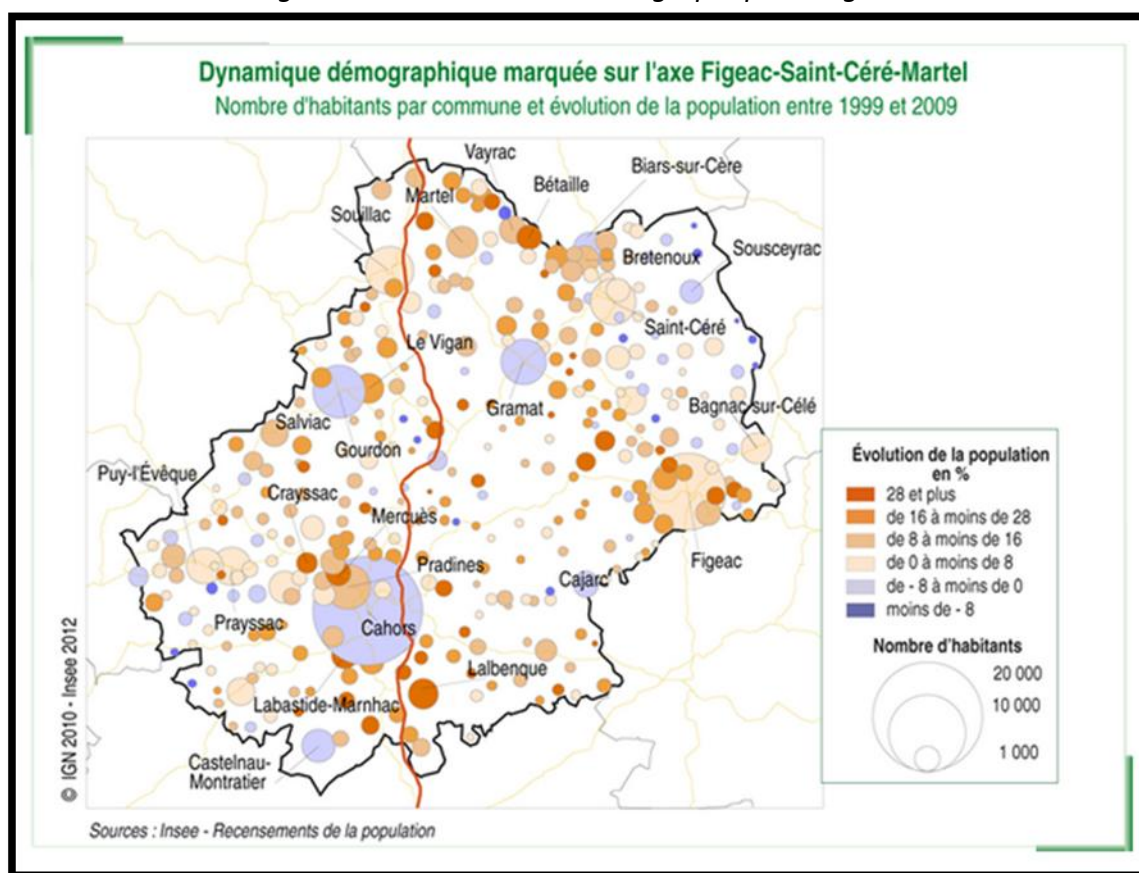 Dynamique démographique marquée sur l'axe Figeac-Saint-Céré-Martel
Nombre d'habitants par commune et évolution de la population entre 1999 et 2009
Vayrac
Biars-sur-Cère
Bétaille
Martel
Souillac
Bretenoux
Sousceyrac
Saint-Céré
Le Vigan
Gramat
Bagnac-sur-Célé
Salviac
Gourdon
Puy-l'Évêque
Crayssac
Mercuès
Figeac
Pradines
Cajarc
Prayssac
Cahors
Lalbenque
Labastide-Marnhac
Castelnau-
Montratier
Évolution de la population
en %
28 et plus
de 16 à moins de 28
de 8 à moins de 16
de 0 à moins de 8
de - 8 à moins de 0
moins de - 8
Nombre d'habitants
20 000
10 000
1 000
© IGN 2010 - Insee 2012
Sources : Insee - Recensements de la population